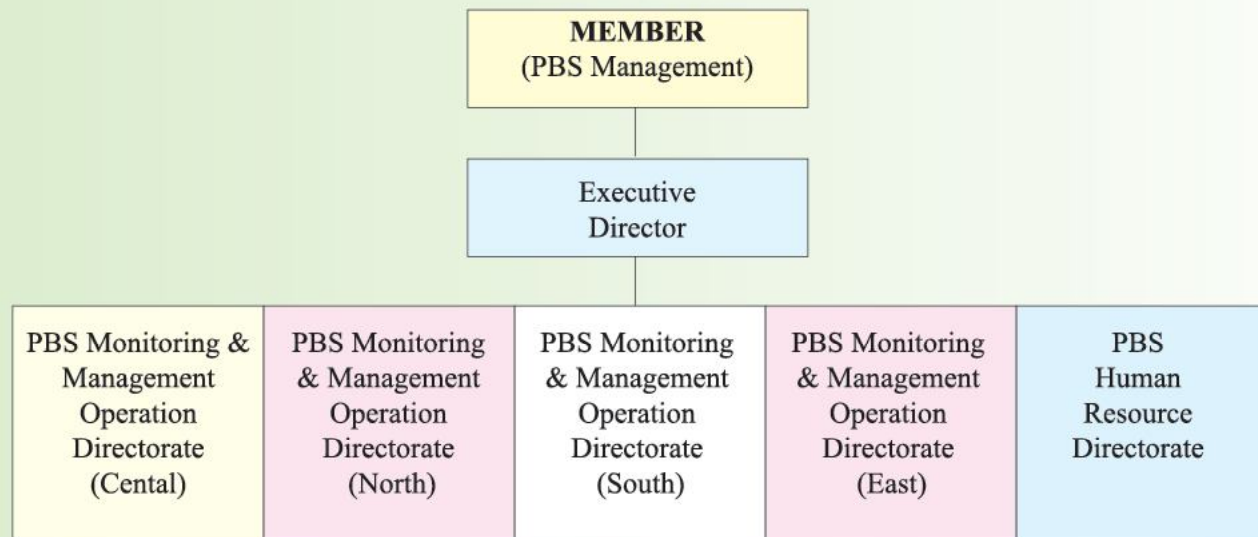 MEMBER
(PBS Management)
Executive
Director
PBS Monitoring &
Management
Operation
Directorate
(Cental)
PBS Monitoring
& Management
Operation
Directorate
(North)
PBS Monitoring
& Management
Operation
Directorate
(South)
PBS Monitoring
& Management
Operation
Directorate
(East)
PBS
Human
Resource
Directorate